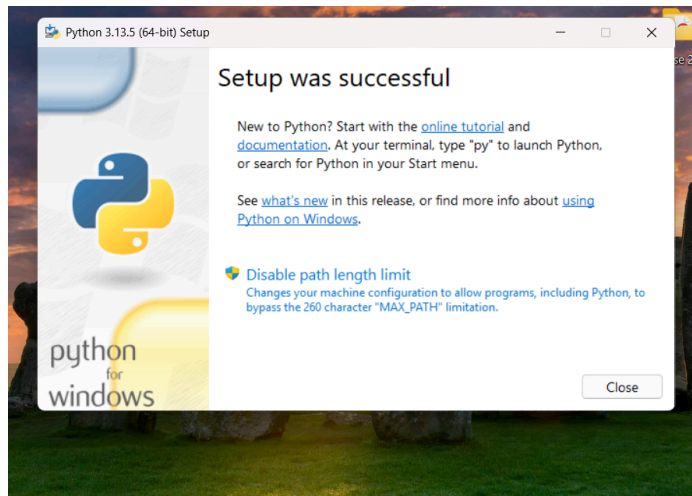 Python 3.13.5 (64-bit) Setup
Setup was successful
New to Python? Start with the online tutorial and
documentation. At your terminal, type "py" to launch Python,
or search for Python in your Start menu.
See what's new in this release, or find more info about using
Python on Windows.
Disable path length limit
Changes your machine configuration to allow programs, including Python, to
bypass the 260 character "MAX_PATH" limitation.
python
for
windows
Close